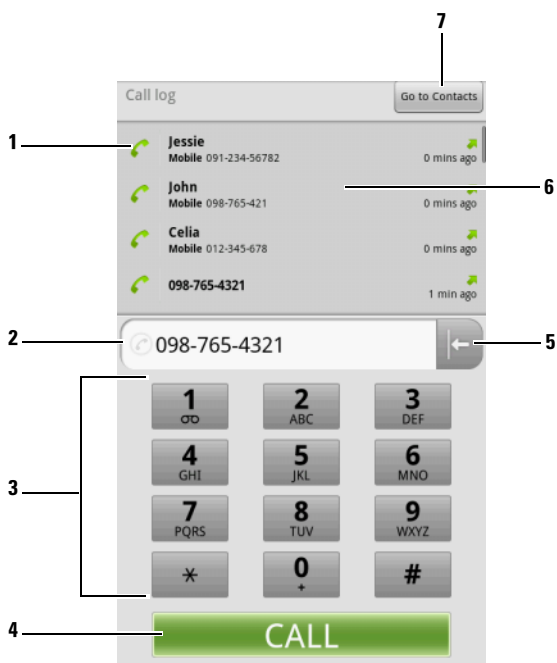 7
Call log
Go to Contacts
1
Jessie
Mobile 091-234-56782
0 mins ago
6
John
Mobile 098-765-421
0 mins ago
Celia
Mobile 012-345-678
0 mins ago
098-765-4321
1 min ago
2
098-765-4321
5
1
2
ABC
3
DEF
4
GHI
5
JKL
6
MNO
3
7
PQRS
8
TUV
9
WXYZ
*
0
+
#
4
CALL